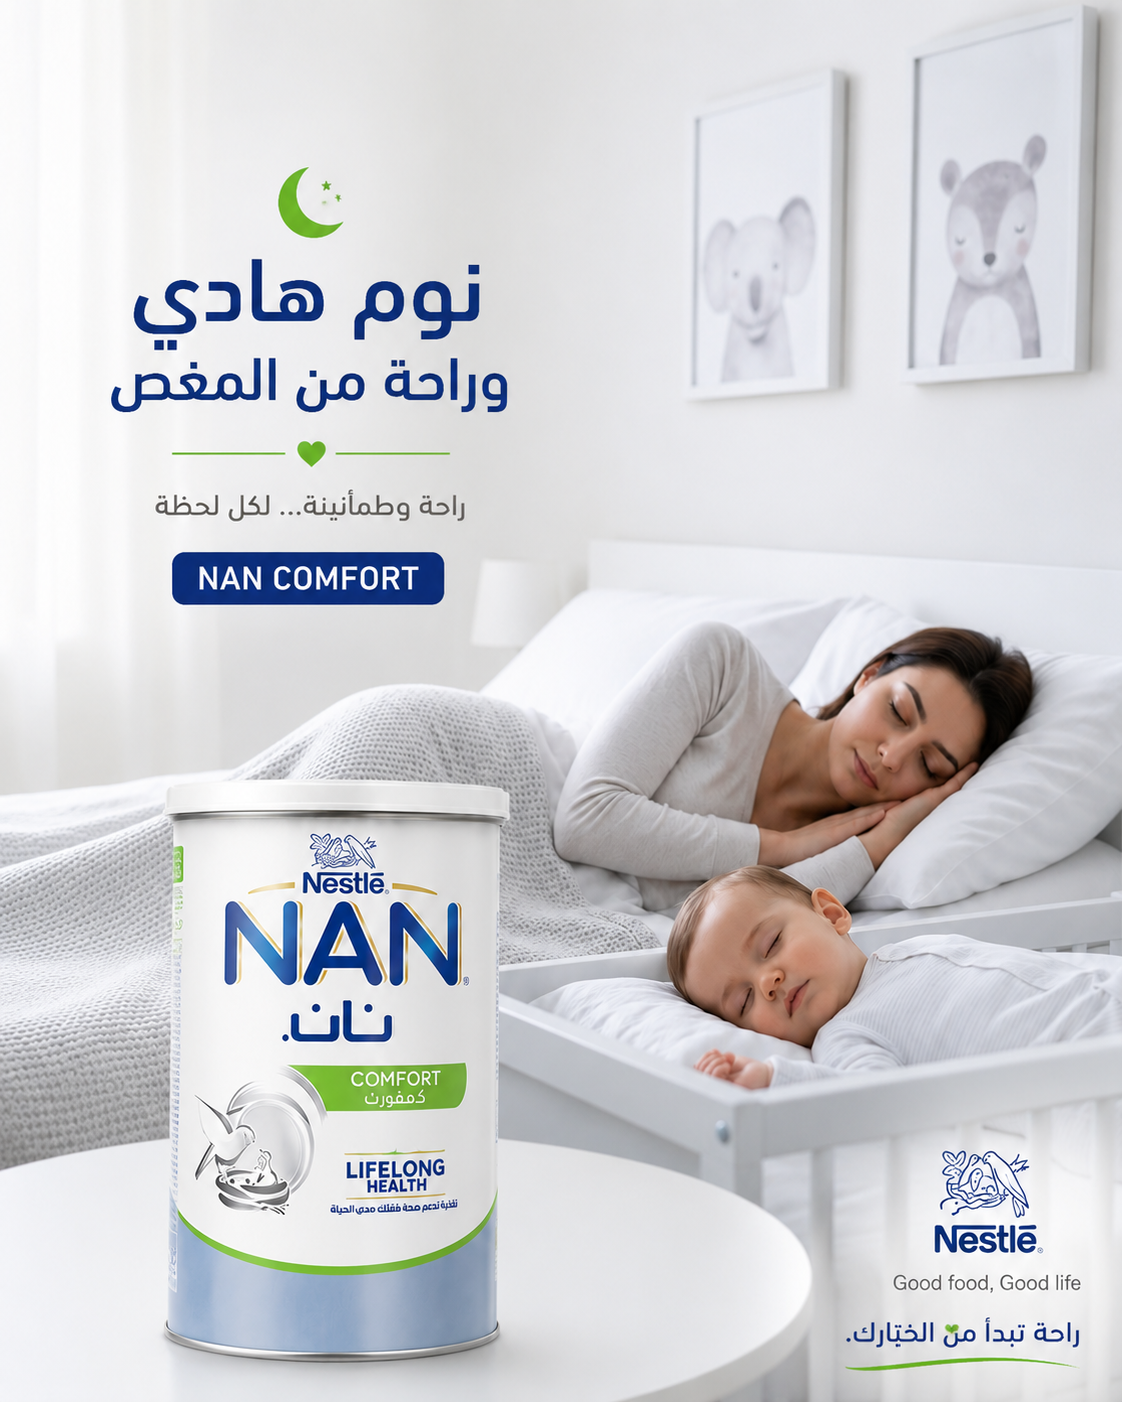 نوم هادي
وراحة من المغص
راحة وطمأنينة... لكل لحظة
NAN COMFORT
Nestlé
NAN
نان.
COMFORT
كمفورت
LIFELONG
HEALTH
تغذية تدعم صحة طفلك مدى الحياة
Nestlé
Good food, Good life
راحة تبدأ من الختيارك.